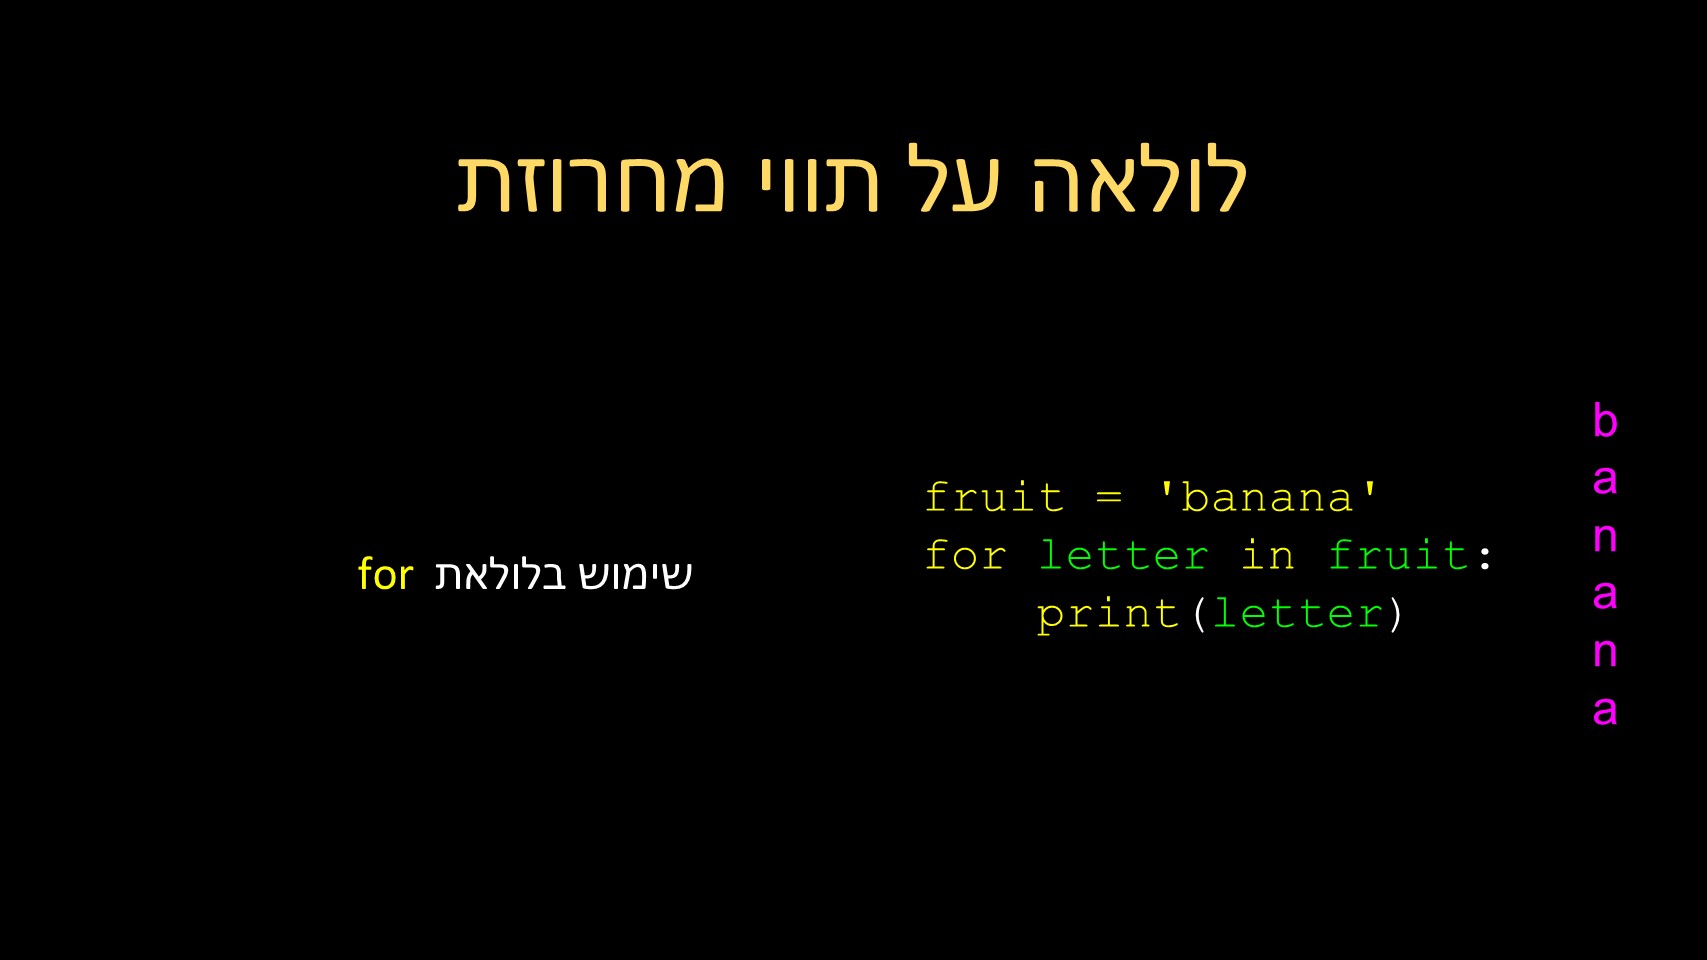 לולאה על תווי מחרוזת
שימוש בלולאת for
fruit = 'banana'
for letter in fruit:
    print(letter)
b
a
n
a
n
a